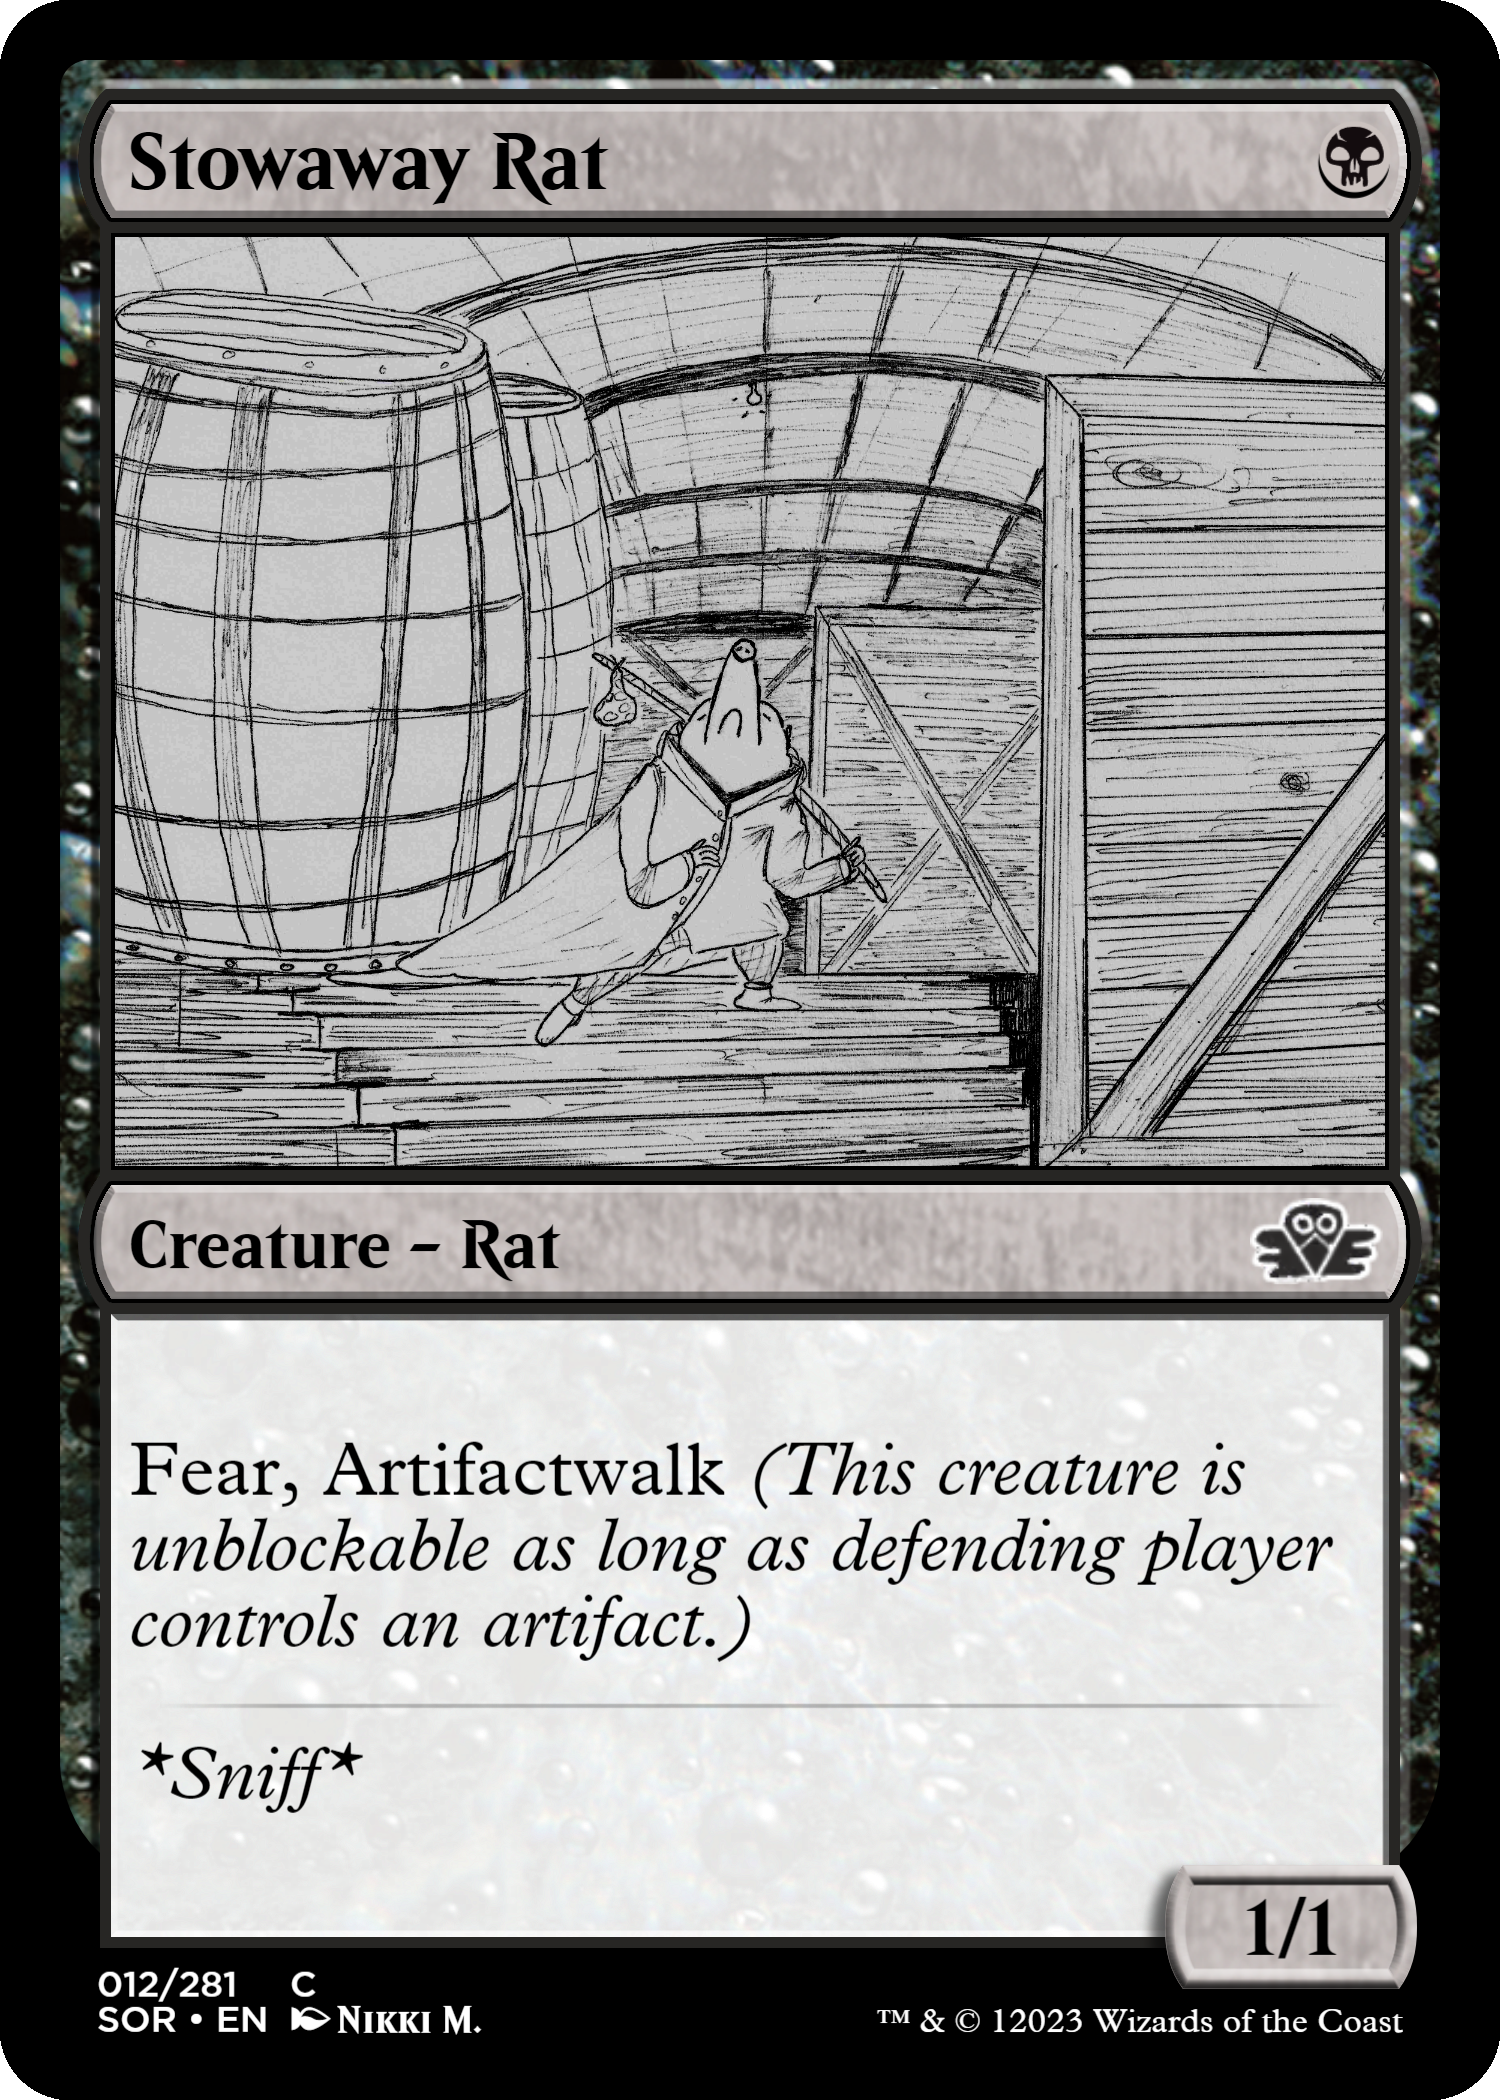 Stowaway Rat
Creature – Rat
Fear, Artifactwalk (This creature is
unblockable as long as defending player
controls an artifact.)
*Sniff*
1/1
012/281 C
SOR • EN NIKKI M.
™ & © 12023 Wizards of the Coast